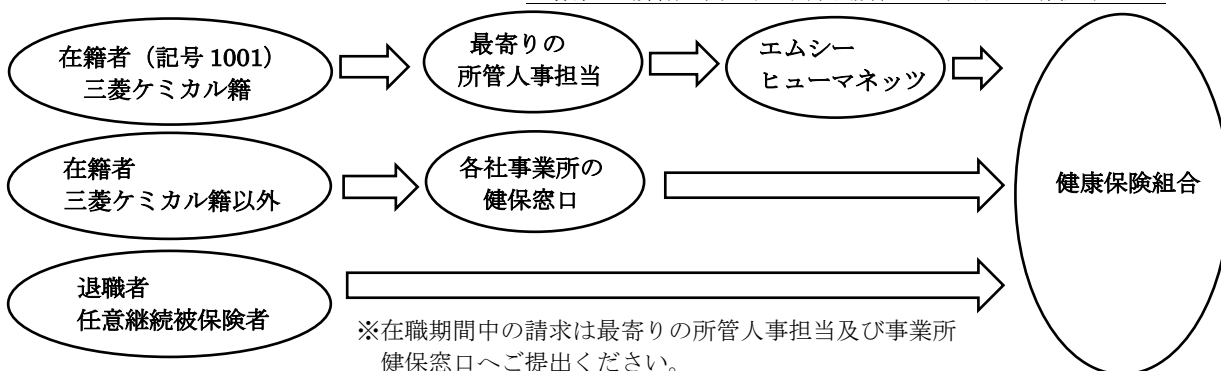 在籍者（記号 1001）
三菱ケミカル籍
最寄りの
所管人事担当
エムシー
ヒューマネッツ
在籍者
三菱ケミカル籍以外
各社事業所の
健保窓口
健康保険組合
退職者
任意継続被保険者
※在職期間中の請求は最寄りの所管人事担当及び事業所
健保窓口へご提出ください。